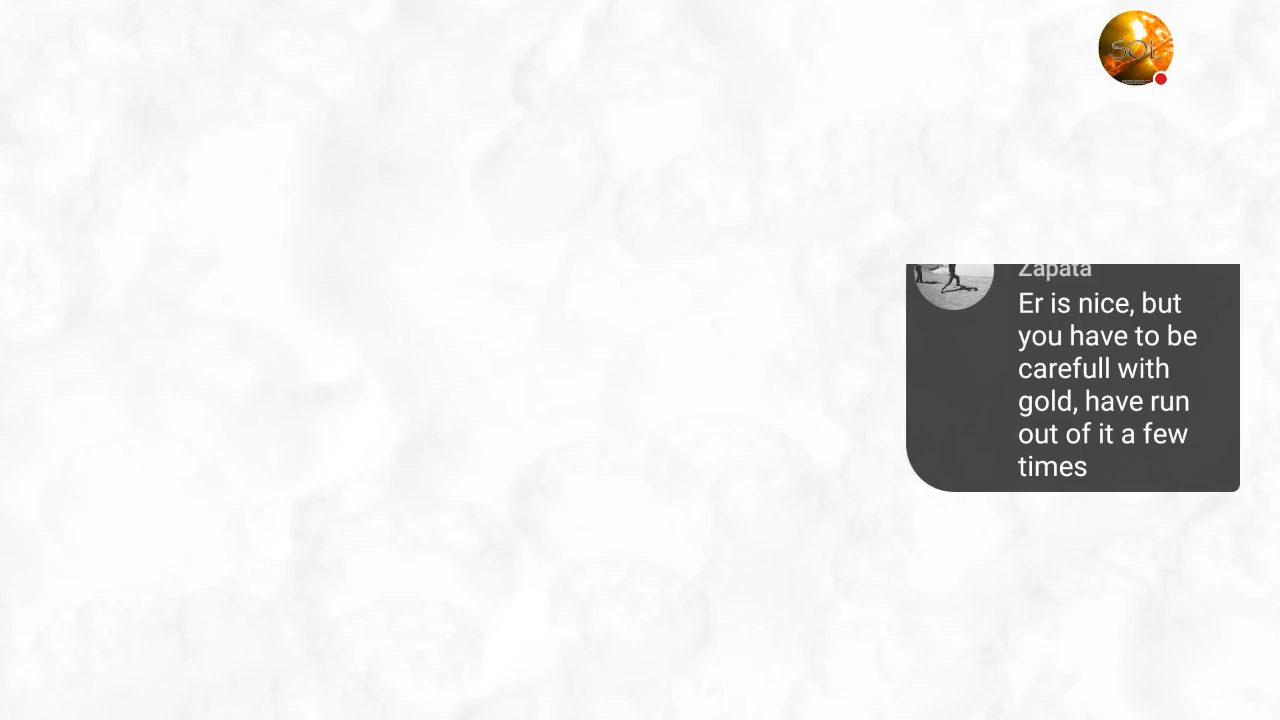 SOL
Zapata
Er is nice, but
you have to be
carefull with
gold, have run
out of it a few
times